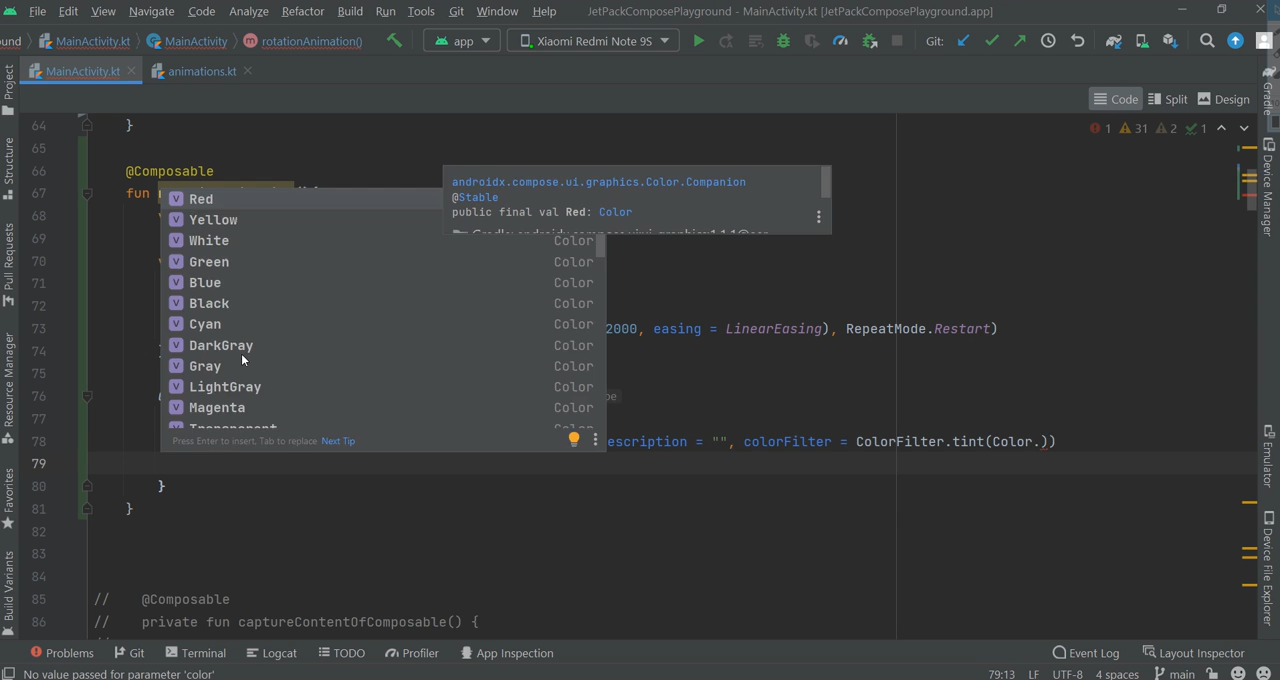 File Edit View Navigate Code Analyze Refactor Build Run Tools Git Window Help JetPackComposePlayground - MainActivity.kt [JetPackComposePlayground.app]
MainActivity.kt MainActivity rotationAnimation() app Xiaomi Redmi Note 9S Git:
MainActivity.kt animations.kt
Code Split Design
1 31 2 1
64 }
65
66 @Composable
67 fun
68
69
70
71
72
73 2000, easing = LinearEasing), RepeatMode.Restart)
74
75
76
77
78 escription = "", colorFilter = ColorFilter.tint(Color.))
79
80 }
81 }
82
83
84
85 // @Composable
86 // private fun captureContentOfComposable() {
Red
Yellow
White Color
Green Color
Blue Color
Black Color
Cyan Color
DarkGray Color
Gray Color
LightGray Color
Magenta Color
Press Enter to insert, Tab to replace Next Tip
androidx.compose.ui.graphics.Color.Companion
@Stable
public final val Red: Color
Project
Structure
Pull Requests
Resource Manager
Favorites
Build Variants
Gradle
Device Manager
Emulator
Device File Explorer
Problems Git Terminal Logcat TODO Profiler App Inspection Event Log Layout Inspector
No value passed for parameter 'color' 79:13 LF UTF-8 4 spaces main